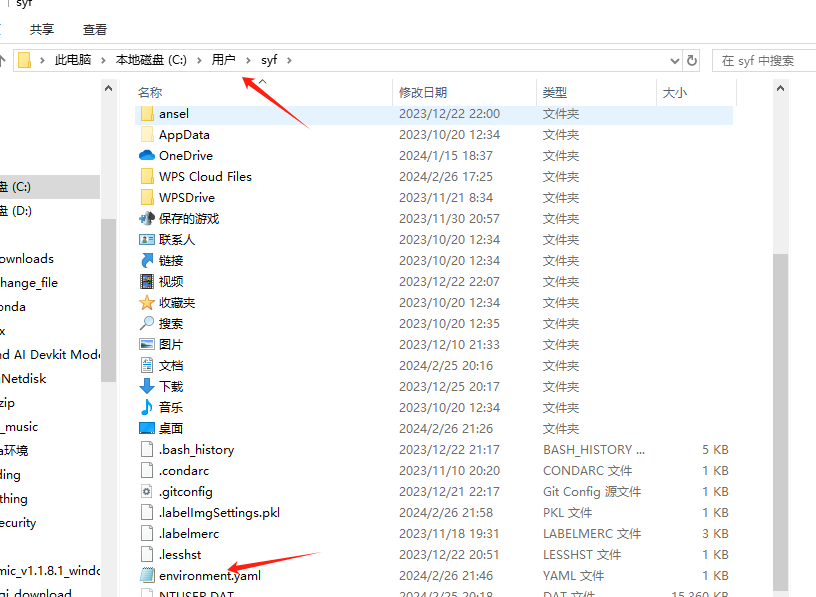 syf
共享 查看
此电脑 本地磁盘 (C:) 用户 syf 在 syf 中搜索
名称 修改日期 类型 大小
ansel 2023/12/22 22:00 文件夹
AppData 2023/10/20 12:34 文件夹
OneDrive 2024/1/15 18:37 文件夹
WPS Cloud Files 2024/2/26 17:25 文件夹
盘 (C:)
WPSDrive 2023/11/21 8:34 文件夹
盘 (D:)
保存的游戏 2023/11/30 20:57 文件夹
联系人 2023/10/20 12:34 文件夹
ownloads
链接 2023/10/20 12:34 文件夹
hange_file
视频 2023/12/22 22:07 文件夹
onda
收藏夹 2023/10/20 12:34 文件夹
x
搜索 2023/10/20 12:35 文件夹
nd AI Devkit Mode
图片 2023/12/10 21:33 文件夹
文档 2024/2/25 20:16 文件夹
Netdisk
下载 2023/12/25 20:17 文件夹
zip
音乐 2023/10/20 12:34 文件夹
_music
桌面 2024/2/26 21:26 文件夹
a环境
.bash_history 2023/12/22 21:17 BASH_HISTORY ... 5 KB
ding
.condarc 2023/11/10 20:20 CONDARC 文件 1 KB
thing
.gitconfig 2023/12/21 22:17 Git Config 源文件 1 KB
.labelImgSettings.pkl 2024/2/26 21:58 PKL 文件 1 KB
ecurity
.labelmerc 2023/11/18 19:31 LABELMERC 文件 3 KB
.lesshst 2023/12/22 20:51 LESSHST 文件 1 KB
mic_v1.1.8.1_windo
environment.yaml 2024/2/26 21:46 YAML 文件 1 KB
qi_download
NTUSER.DAT 2024/2/25 20:18 DAT 文件 15,360 KB